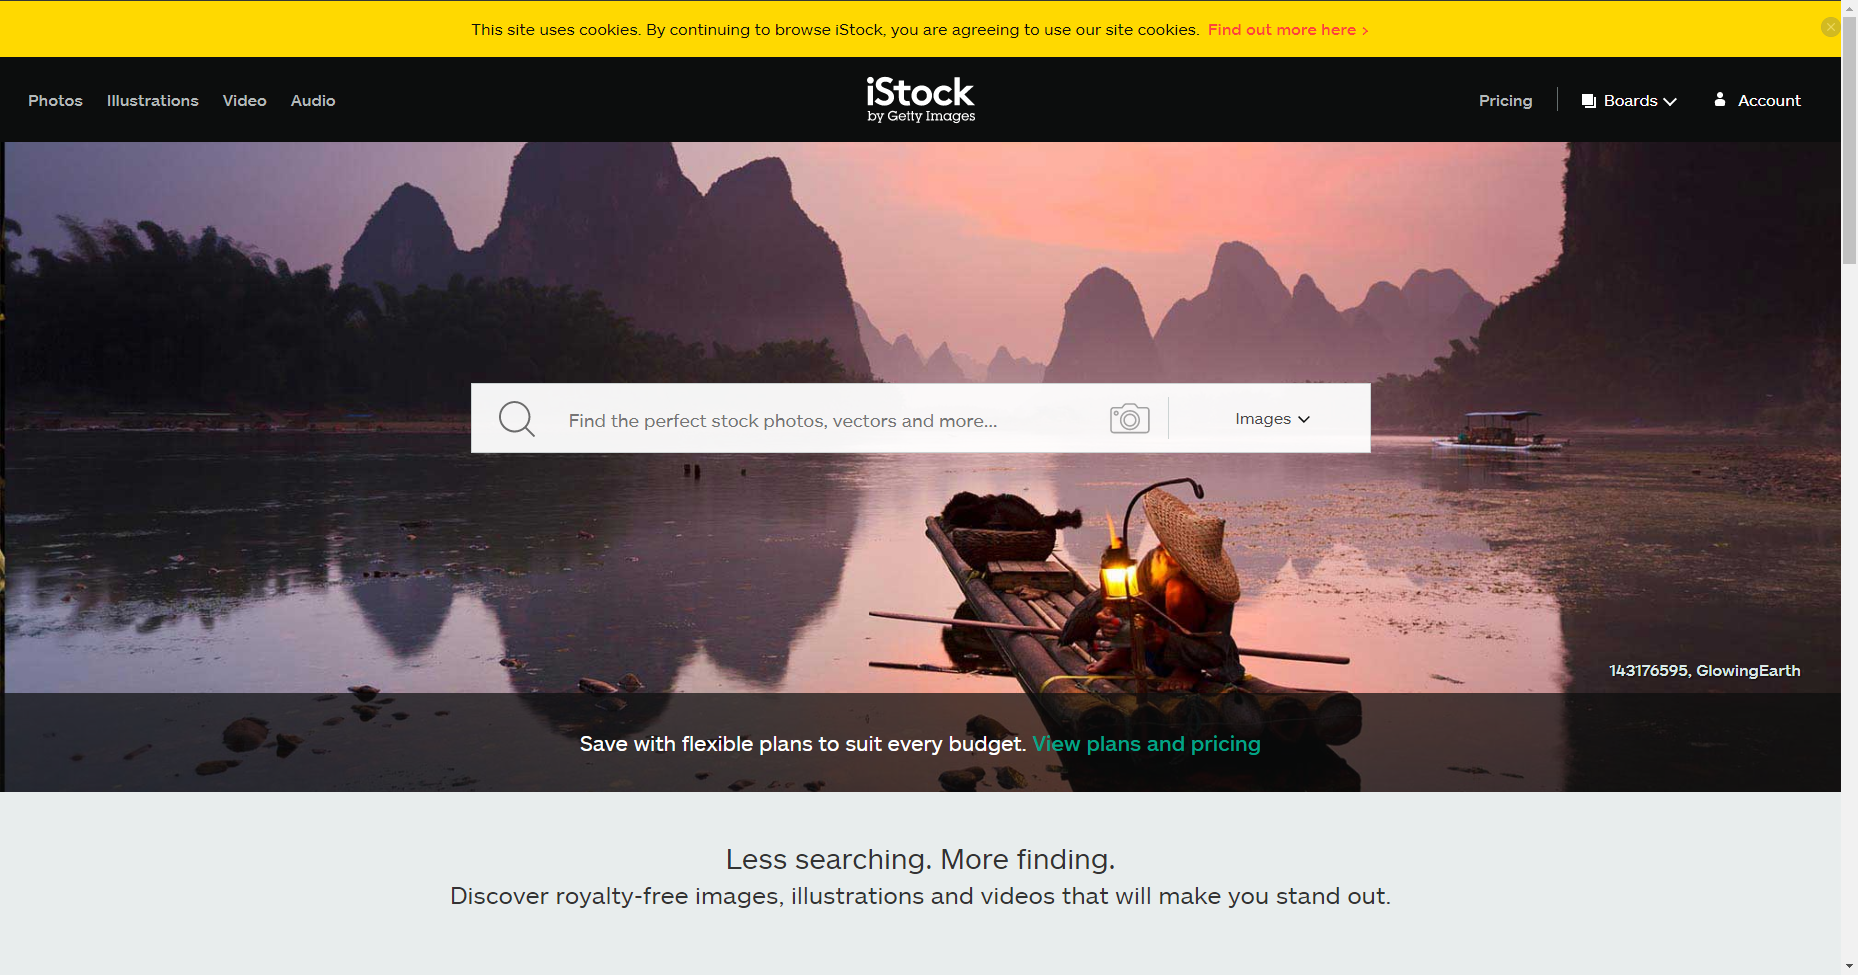 This site uses cookies. By continuing to browse iStock, you are agreeing to use our site cookies. Find out more here >
Photos Illustrations Video Audio
iStock
by Getty Images
Pricing Boards Account
Find the perfect stock photos, vectors and more...
Images
143176595, GlowingEarth
Save with flexible plans to suit every budget. View plans and pricing
Less searching. More finding.
Discover royalty-free images, illustrations and videos that will make you stand out.